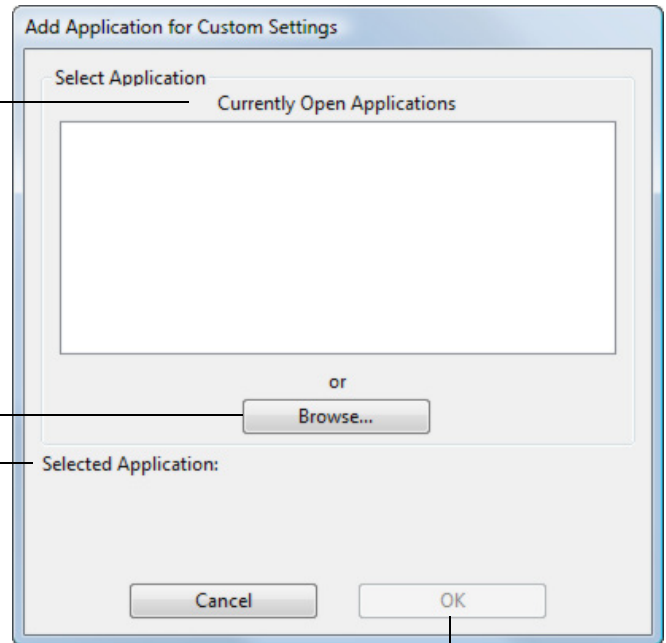 Add Application for Custom Settings
Select Application
Currently Open Applications
or
Browse...
Selected Application:
Cancel
OK